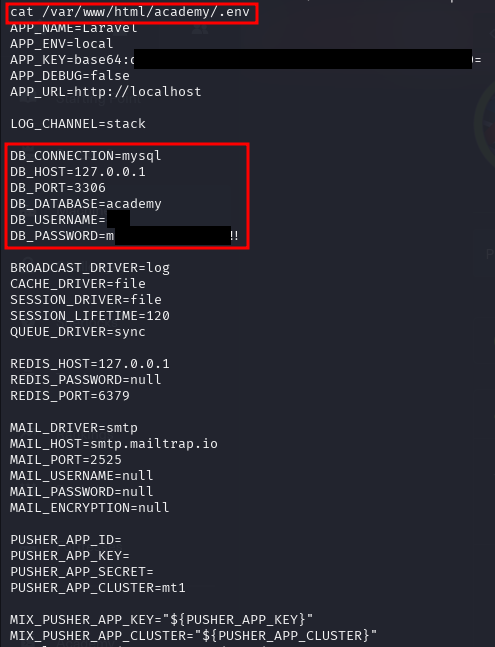 cat /var/www/html/academy/.env
APP_NAME=Laravel
APP_ENV=local
APP_KEY=base64:
APP_DEBUG=false
APP_URL=http://localhost
LOG_CHANNEL=stack
DB_CONNECTION=mysql
DB_HOST=127.0.0.1
DB_PORT=3306
DB_DATABASE=academy
DB_USERNAME=
DB_PASSWORD=m !!
BROADCAST_DRIVER=log
CACHE_DRIVER=file
SESSION_DRIVER=file
SESSION_LIFETIME=120
QUEUE_DRIVER=sync
REDIS_HOST=127.0.0.1
REDIS_PASSWORD=null
REDIS_PORT=6379
MAIL_DRIVER=smtp
MAIL_HOST=smtp.mailtrap.io
MAIL_PORT=2525
MAIL_USERNAME=null
MAIL_PASSWORD=null
MAIL_ENCRYPTION=null
PUSHER_APP_ID=
PUSHER_APP_KEY=
PUSHER_APP_SECRET=
PUSHER_APP_CLUSTER=mt1
MIX_PUSHER_APP_KEY="${PUSHER_APP_KEY}"
MIX_PUSHER_APP_CLUSTER="${PUSHER_APP_CLUSTER}"